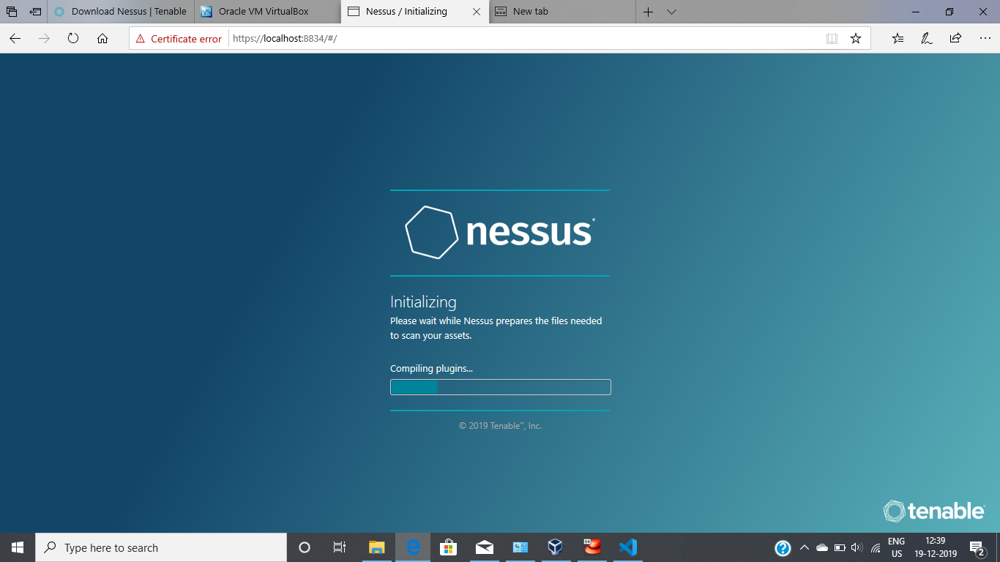 Download Nessus | Tenable
Oracle VM VirtualBox
Nessus / Initializing
New tab
Certificate error
https://localhost:8834/#/
nessus®
Initializing
Please wait while Nessus prepares the files needed
to scan your assets.
Compiling plugins...
© 2019 Tenable™, Inc.
tenable®
Type here to search
64
ENG
US
12:39
19-12-2019
2